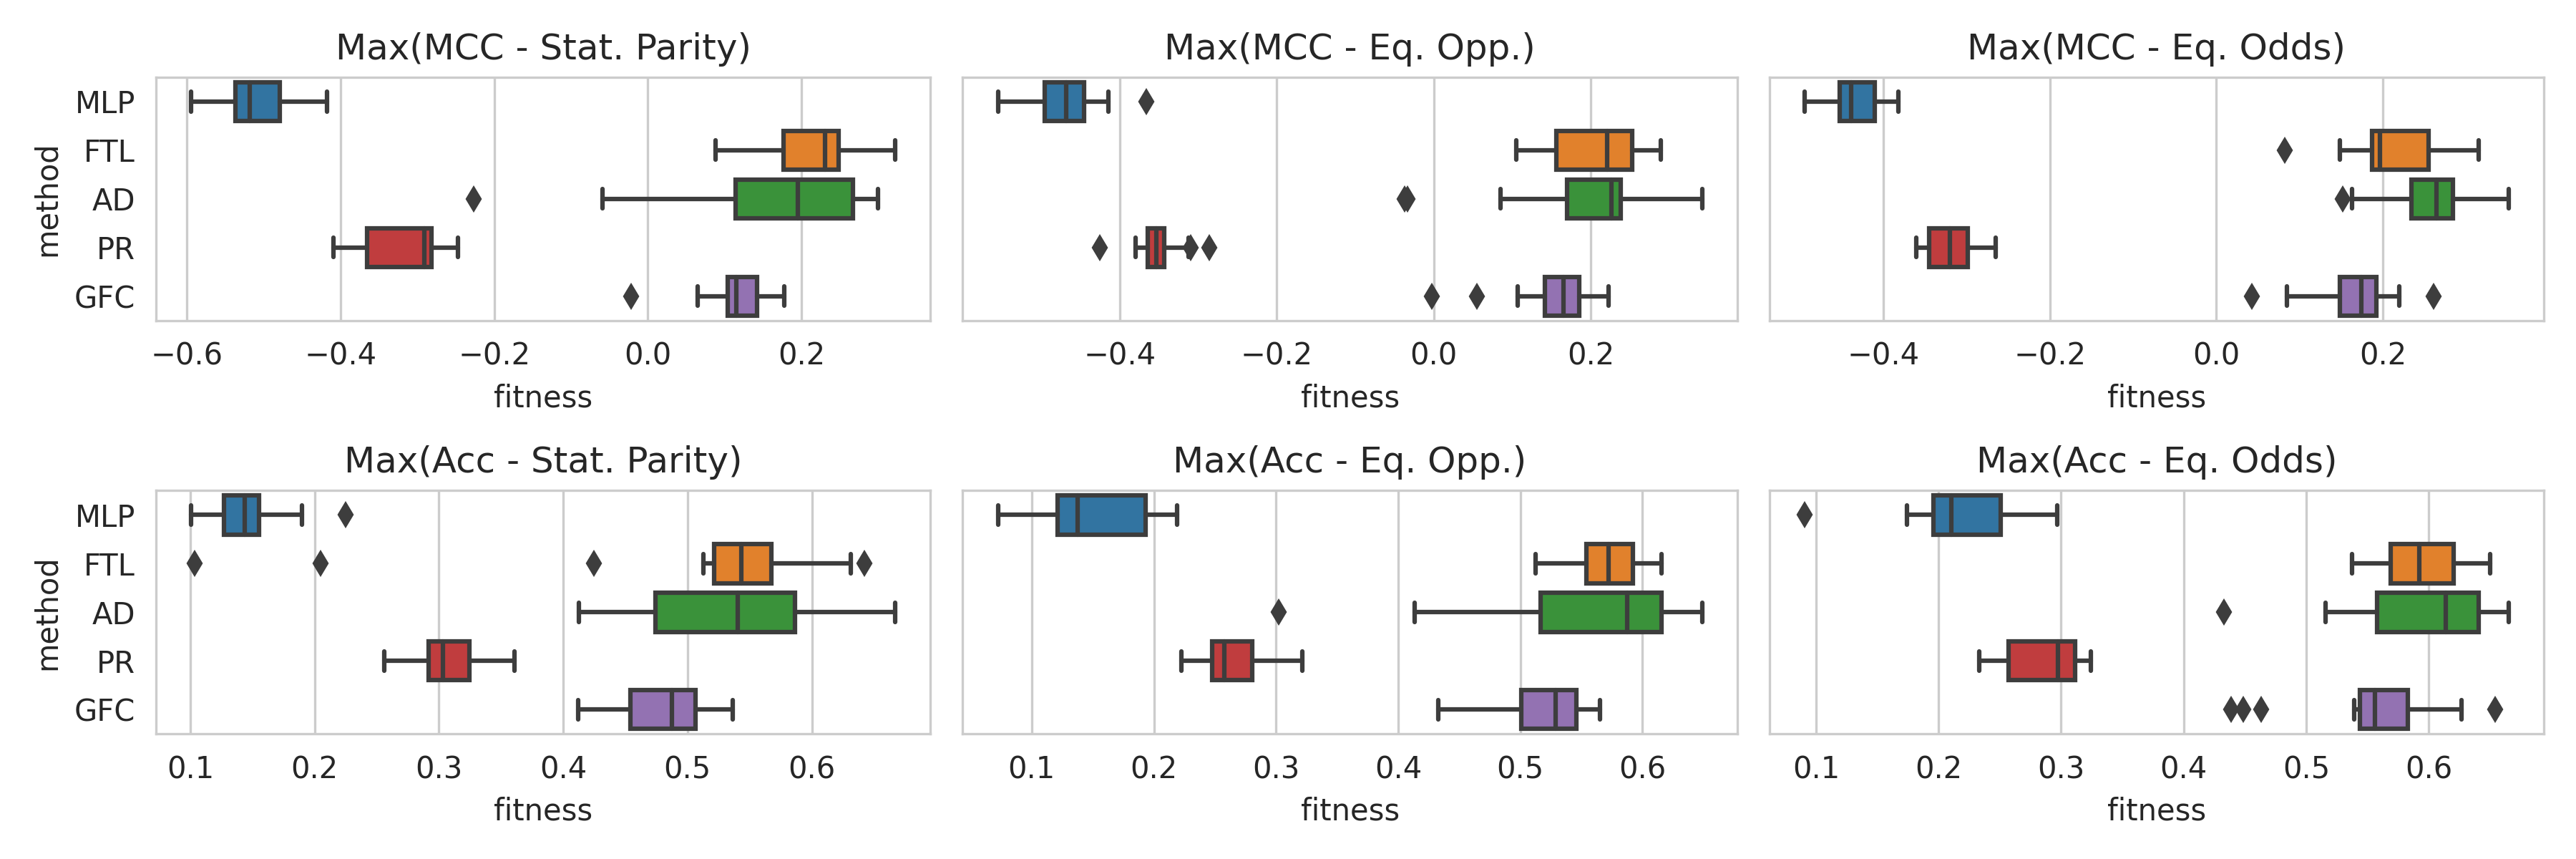 Max(MCC - Stat. Parity)
Max(MCC - Eq. Opp.)
Max(MCC - Eq. Odds)
method
MLP
FTL
AD
PR
GFC
−0.6 −0.4 −0.2 0.0 0.2
−0.4 −0.2 0.0 0.2
−0.4 −0.2 0.0 0.2
fitness
fitness
fitness
Max(Acc - Stat. Parity)
Max(Acc - Eq. Opp.)
Max(Acc - Eq. Odds)
method
MLP
FTL
AD
PR
GFC
0.1 0.2 0.3 0.4 0.5 0.6
0.1 0.2 0.3 0.4 0.5 0.6
0.1 0.2 0.3 0.4 0.5 0.6
fitness
fitness
fitness